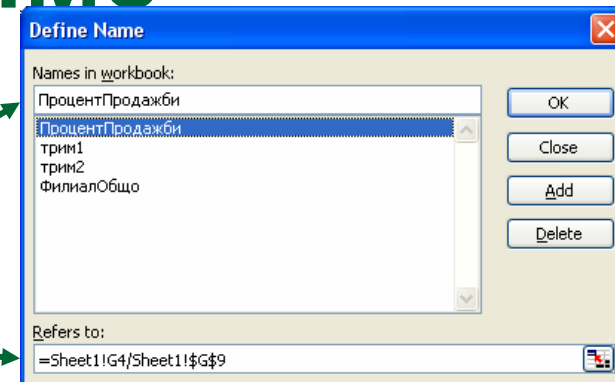 Define Name
Names in workbook:
ПроцентПродажби
OK
ПроцентПродажби
трим1
трим2
ФилиалОбщо
Close
Add
Delete
Refers to:
=Sheet1!G4/Sheet1!$G$9